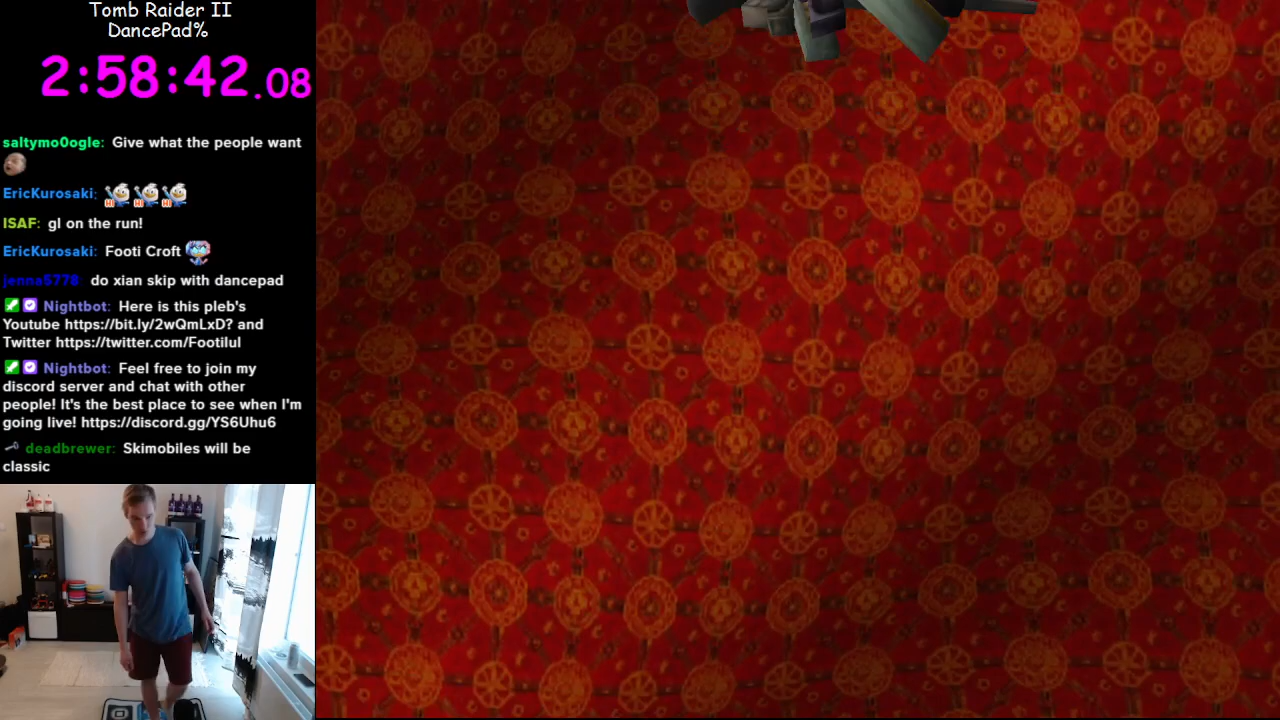 Tomb Raider II
DancePad%
2:58:42.08
saltymo0ogle: Give what the people want
EricKurosaki:
HI HI HI
ISAF: gl on the run!
EricKurosaki: Footi Croft
jenna5778: do xian skip with dancepad
Nightbot: Here is this pleb's
Youtube https://bit.ly/2wQmLxD? and
Twitter https://twitter.com/Footilul
Nightbot: Feel free to join my
discord server and chat with other
people! It's the best place to see when I'm
going live! https://discord.gg/YS6Uhu6
deadbrewer: Skimobiles will be
classic